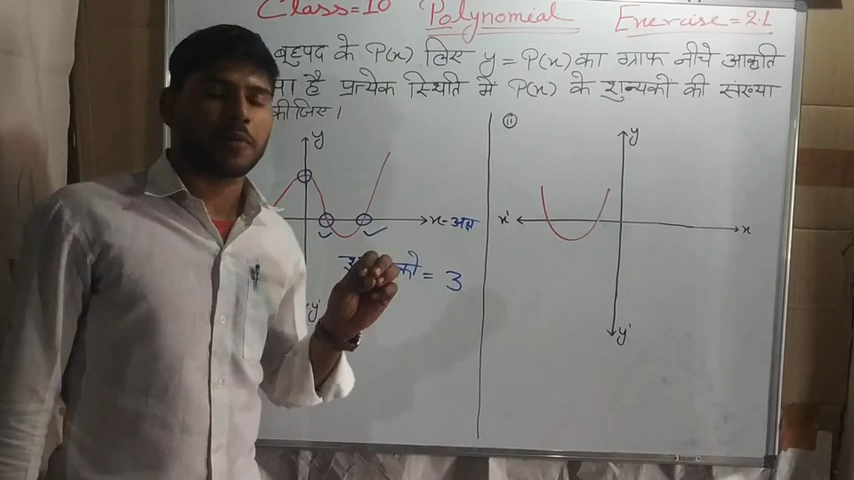 Class=10 Polynomial Exercise = 2.1
बहुपद के P(x) लिए y = P(x) का ग्राफ नीचे आकृति
है प्रत्येक स्थिति में P(x) के शुन्यको की संख्या
कीजिए।
y
x-अक्ष
= 3
y'
ii
y
x'
x
y'